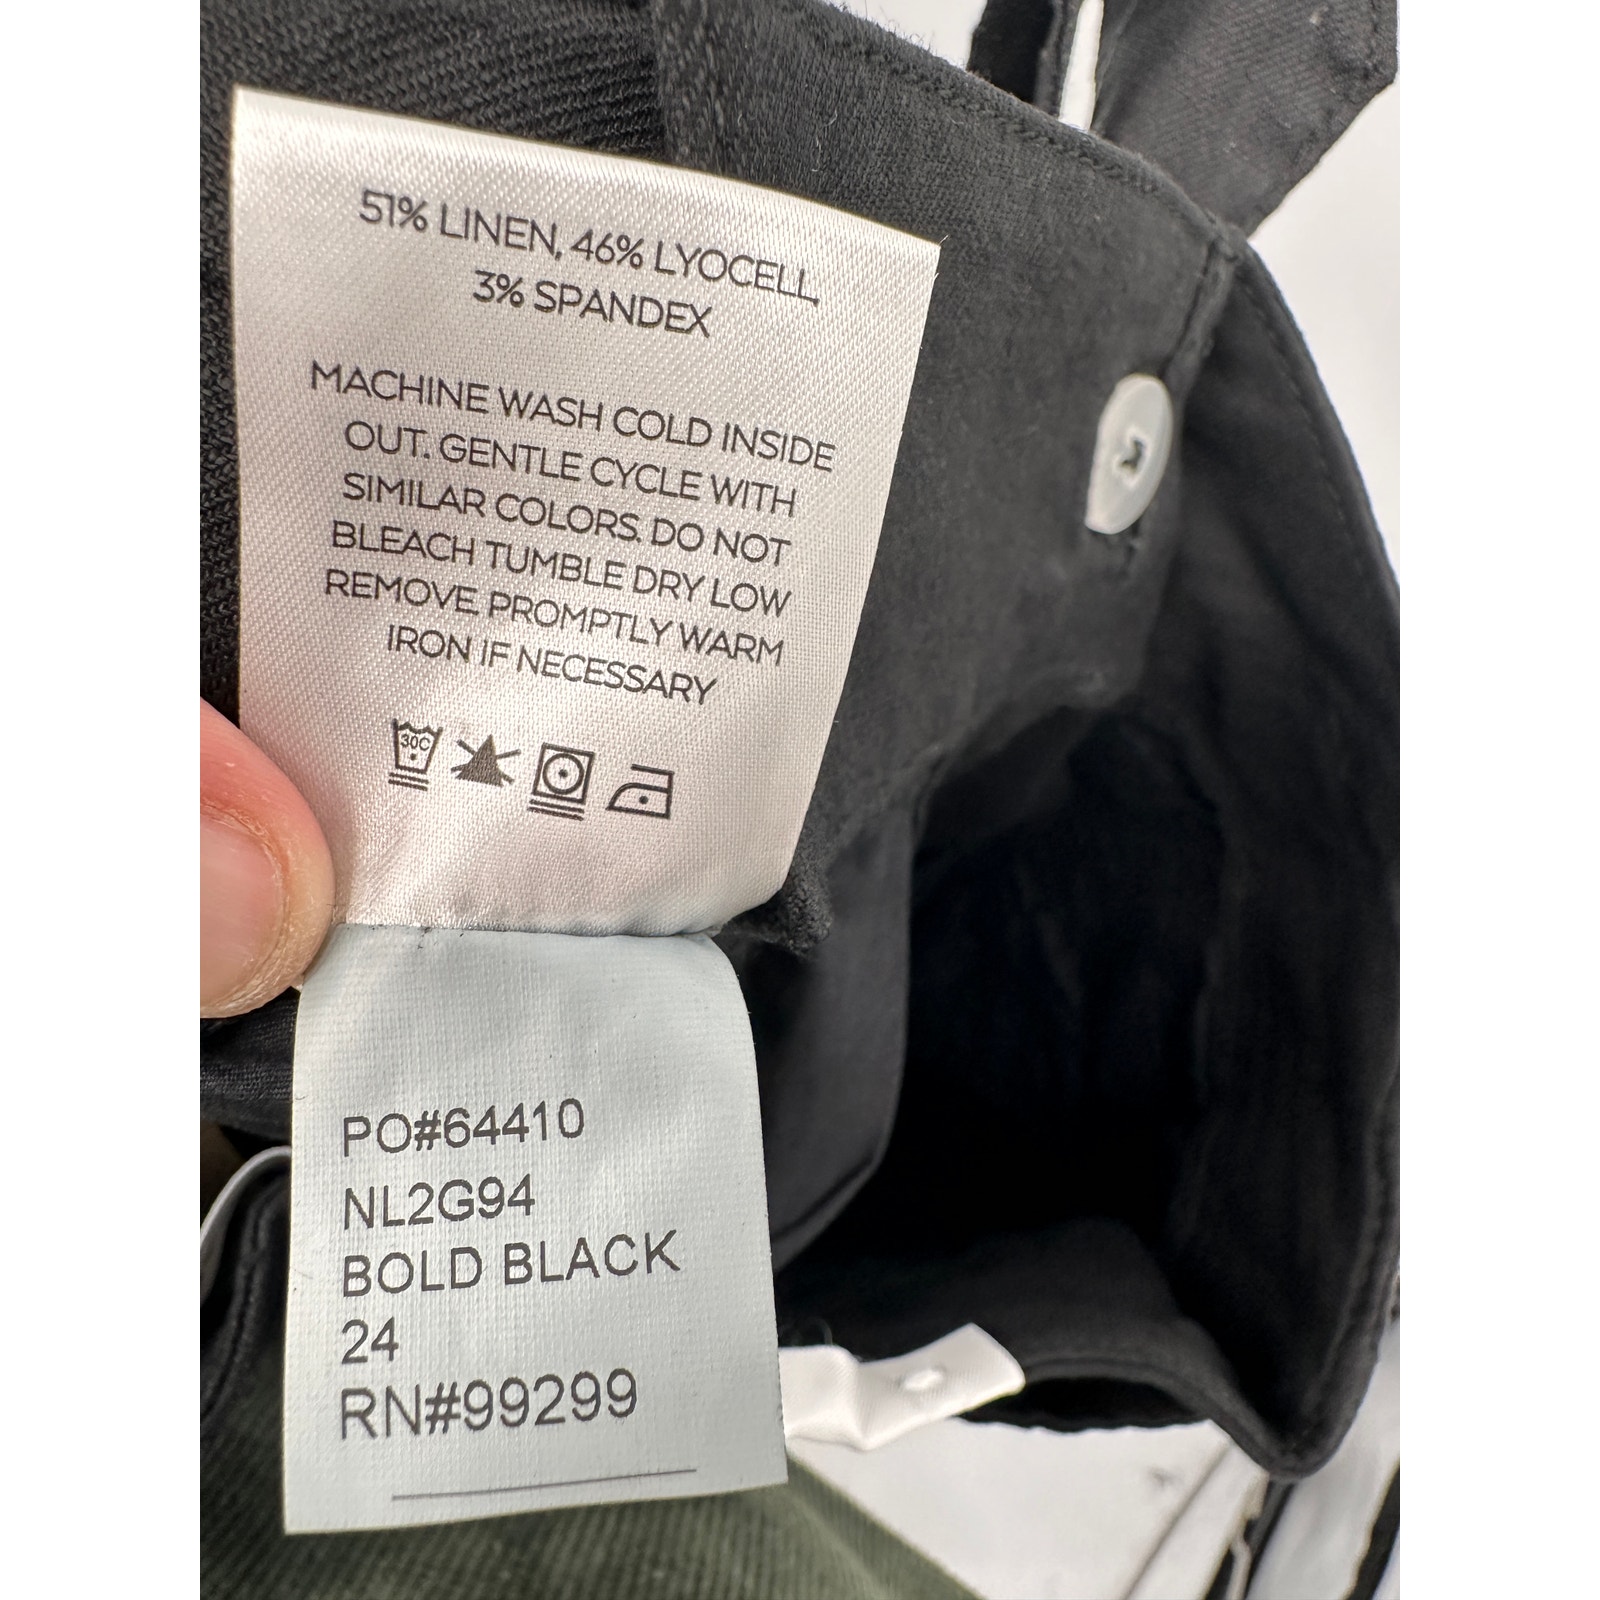 51% LINEN, 46% LYOCELL,
3% SPANDEX
MACHINE WASH COLD INSIDE
OUT. GENTLE CYCLE WITH
SIMILAR COLORS. DO NOT
BLEACH TUMBLE DRY LOW
REMOVE PROMPTLY WARM
IRON IF NECESSARY
30C
PO#64410
NL2G94
BOLD BLACK
24
RN#99299